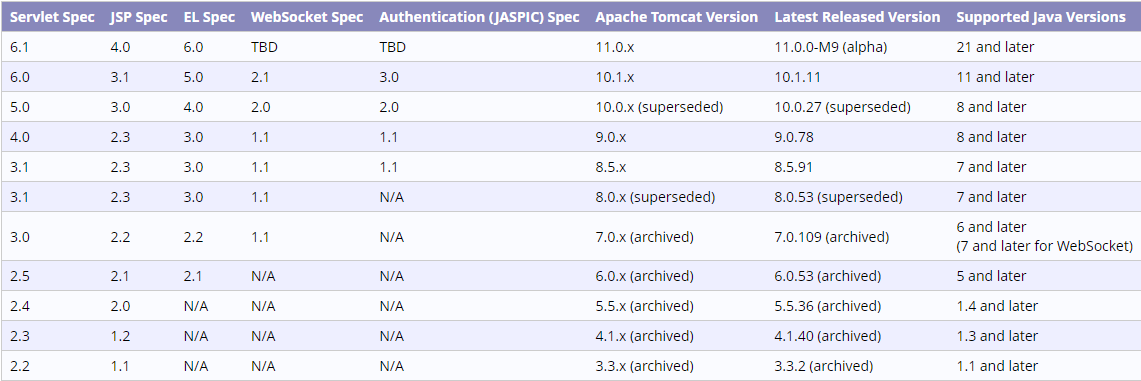 Servlet Spec JSP Spec EL Spec WebSocket Spec Authentication (JASPIC) Spec Apache Tomcat Version Latest Released Version Supported Java Versions
6.1 4.0 6.0 TBD TBD 11.0.x 11.0.0-M9 (alpha) 21 and later
6.0 3.1 5.0 2.1 3.0 10.1.x 10.1.11 11 and later
5.0 3.0 4.0 2.0 2.0 10.0.x (superseded) 10.0.27 (superseded) 8 and later
4.0 2.3 3.0 1.1 1.1 9.0.x 9.0.78 8 and later
3.1 2.3 3.0 1.1 1.1 8.5.x 8.5.91 7 and later
3.1 2.3 3.0 1.1 N/A 8.0.x (superseded) 8.0.53 (superseded) 7 and later
3.0 2.2 2.2 1.1 N/A 7.0.x (archived) 7.0.109 (archived) 6 and later
(7 and later for WebSocket)
2.5 2.1 2.1 N/A N/A 6.0.x (archived) 6.0.53 (archived) 5 and later
2.4 2.0 N/A N/A N/A 5.5.x (archived) 5.5.36 (archived) 1.4 and later
2.3 1.2 N/A N/A N/A 4.1.x (archived) 4.1.40 (archived) 1.3 and later
2.2 1.1 N/A N/A N/A 3.3.x (archived) 3.3.2 (archived) 1.1 and later